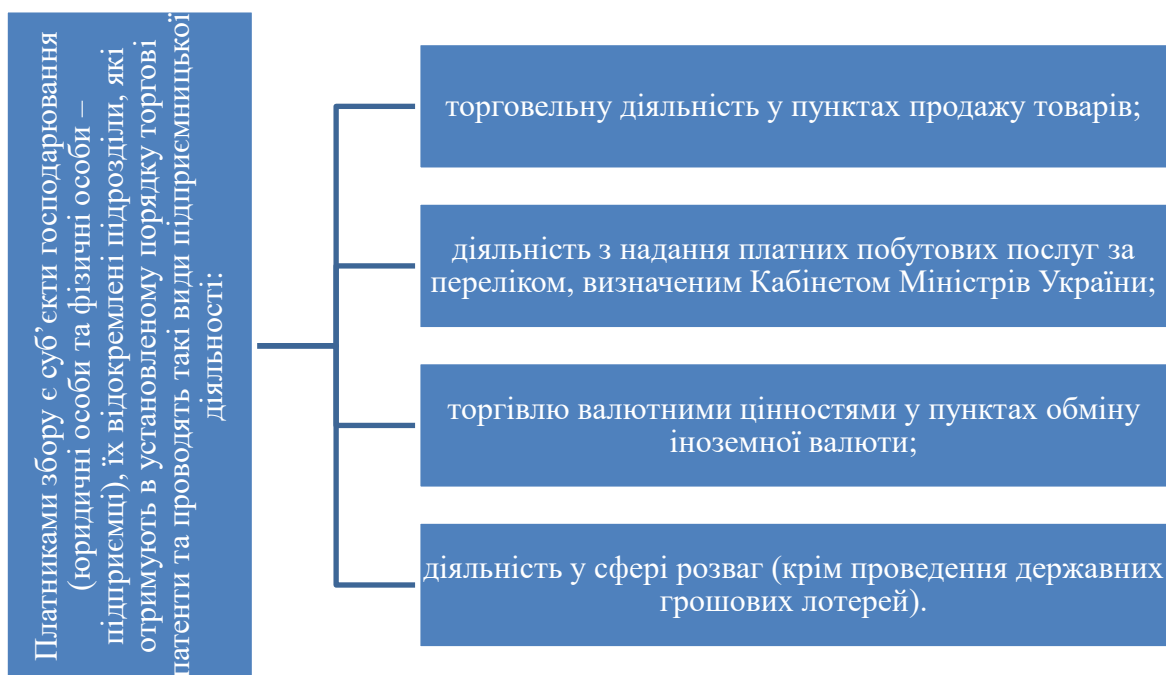 Платниками збору є суб’єкти господарювання
(юридичні особи та фізичні особи –
підприємці), їх відокремлені підрозділи, які
отримують в установленому порядку торгові
патенти та проводять такі види підприємницької
діяльності:
торговельну діяльність у пунктах продажу товарів;
діяльність з надання платних побутових послуг за
переліком, визначеним Кабінетом Міністрів України;
торгівлю валютними цінностями у пунктах обміну
іноземної валюти;
діяльність у сфері розваг (крім проведення державних
грошових лотерей).